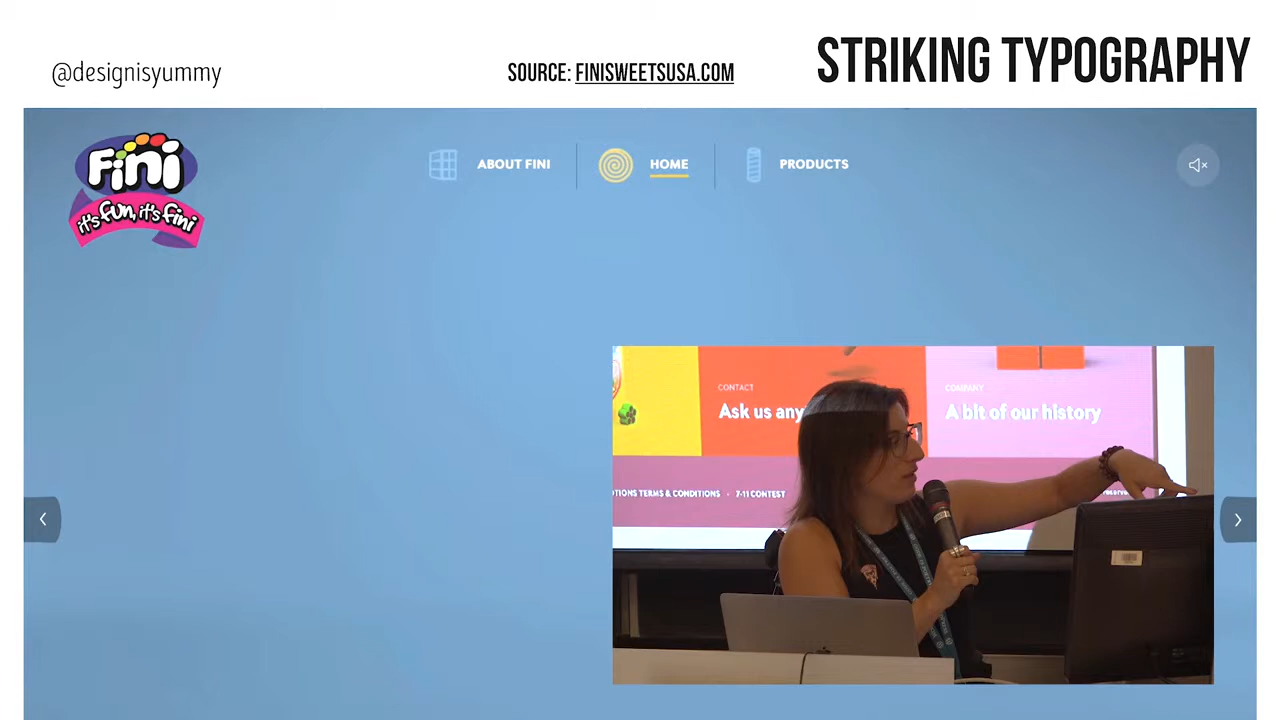 @designisyummy
SOURCE: FINISWEETSUSA.COM
STRIKING TYPOGRAPHY
Fini
it's fun, it's fini
ABOUT FINI
HOME
PRODUCTS
CONTACT
Ask us any
COMPANY
A bit of our history
TERMS & CONDITIONS • 7-11 CONTEST